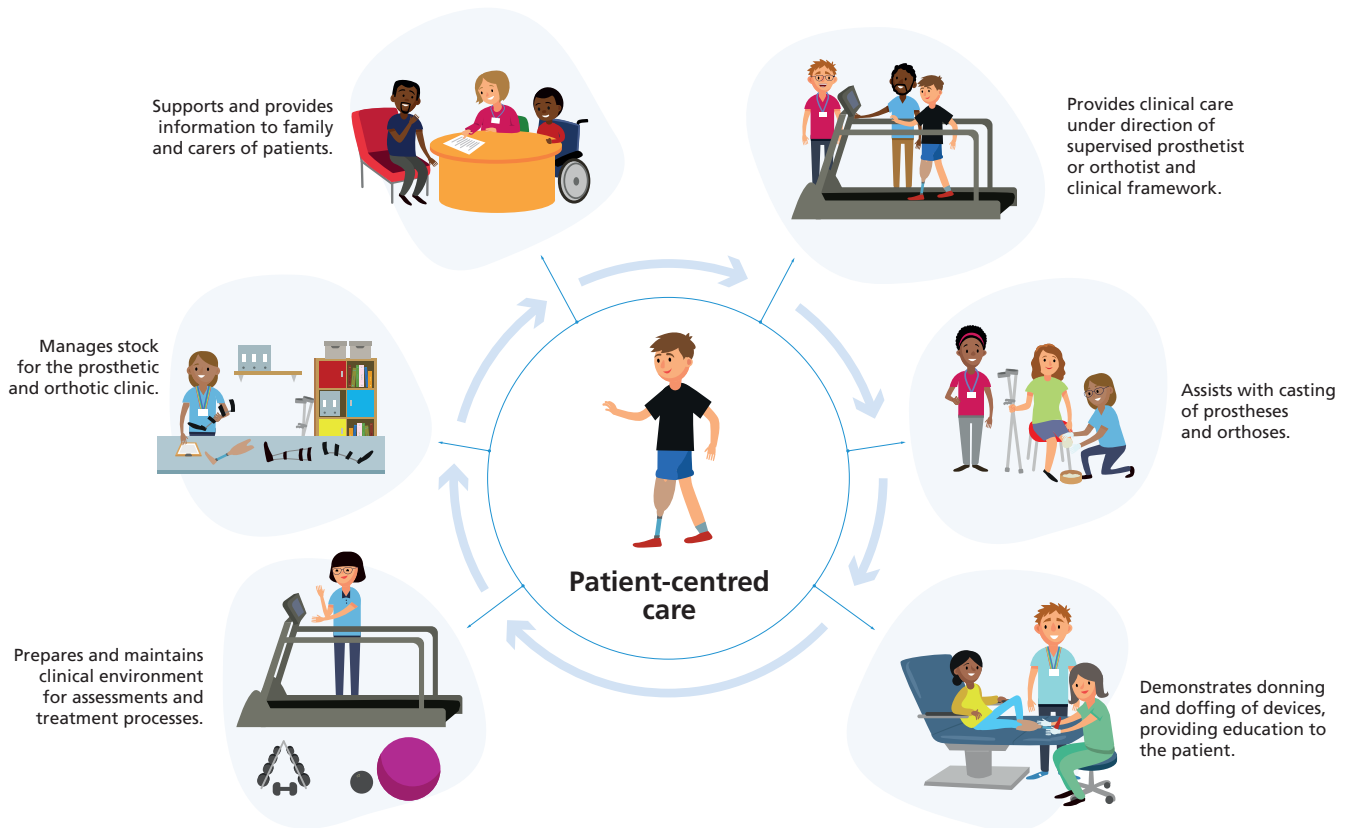 Supports and provides
information to family
and carers of patients.
Provides clinical care
under direction of
supervised prosthetist
or orthotist and
clinical framework.
Manages stock
for the prosthetic
and orthotic clinic.
Assists with casting
of prostheses
and orthoses.
Patient-centred
care
Prepares and maintains
clinical environment
for assessments and
treatment processes.
Demonstrates donning
and doffing of devices,
providing education to
the patient.